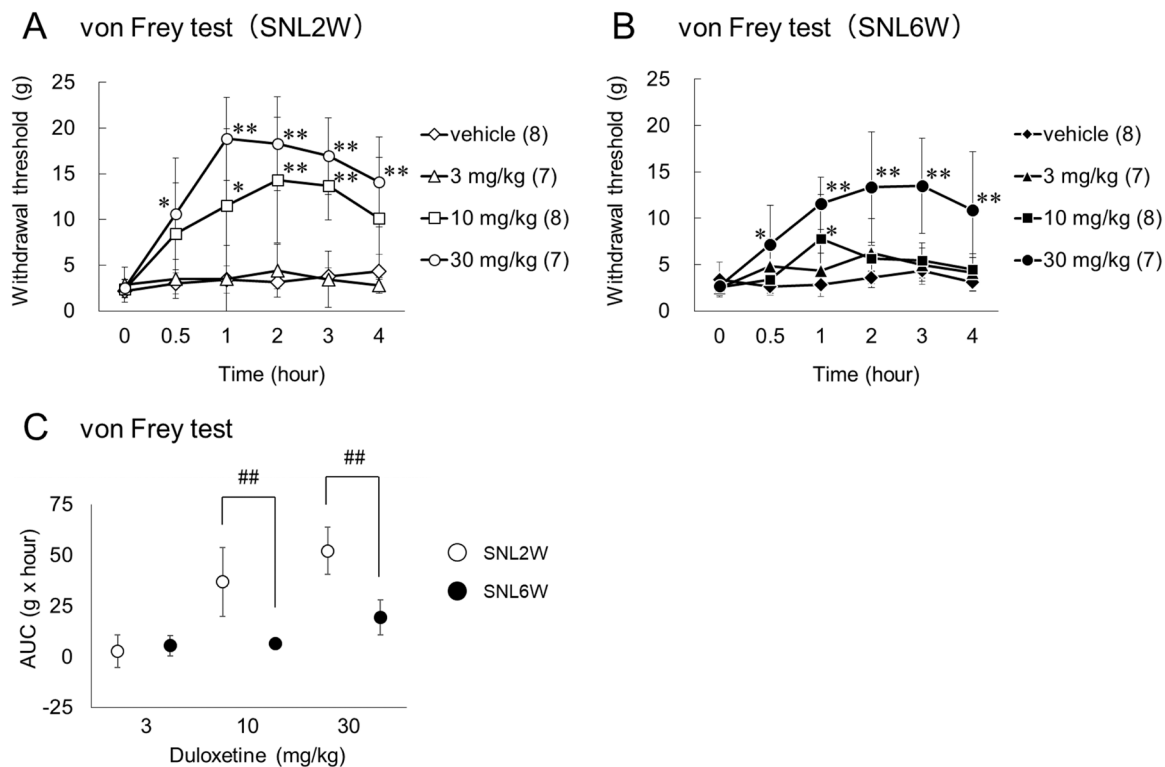 A von Frey test（SNL2W）
Withdrawal threshold (g)
25
20
15
10
5
0
0 0.5 1 2 3 4
Time (hour)
* ** ** ** **
* ** **
vehicle (8)
3 mg/kg (7)
10 mg/kg (8)
30 mg/kg (7)
B von Frey test（SNL6W）
Withdrawal threshold (g)
25
20
15
10
5
0
0 0.5 1 2 3 4
Time (hour)
* ** ** ** **
*
vehicle (8)
3 mg/kg (7)
10 mg/kg (8)
30 mg/kg (7)
C von Frey test
AUC (g x hour)
75
50
25
0
-25
3 10 30
Duloxetine (mg/kg)
## ##
SNL2W
SNL6W